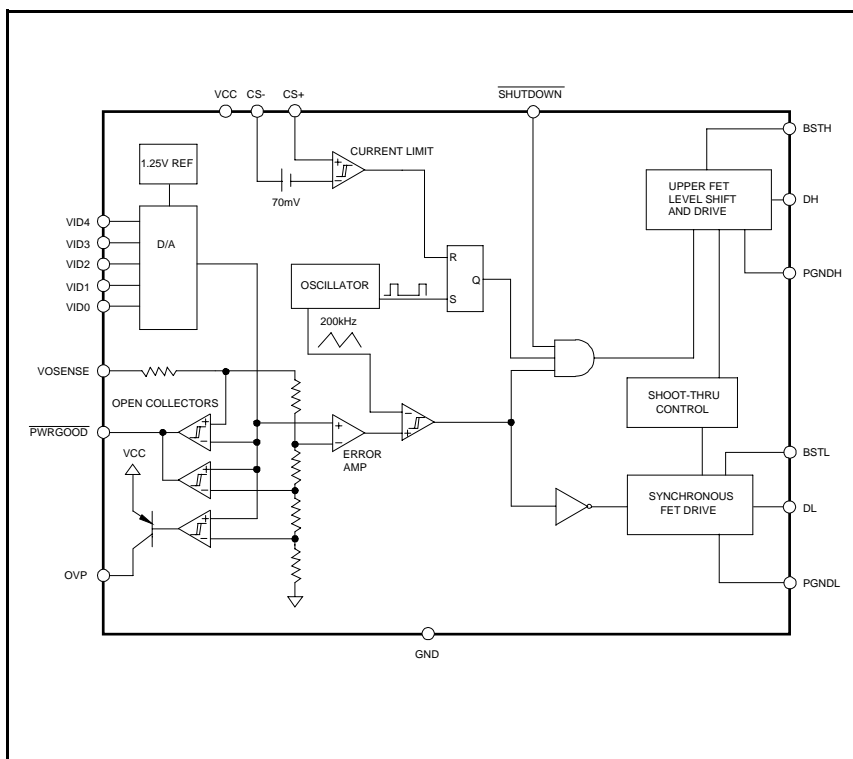 VCC CS- CS+ SHUTDOWN
BSTH
CURRENT LIMIT
1.25V REF
+
-
70mV
UPPER FET
LEVEL SHIFT
AND DRIVE
DH
VID4
VID3
VID2
VID1
VID0
D/A
R
Q
S
OSCILLATOR
PGNDH
200kHz
VOSENSE
OPEN COLLECTORS
SHOOT-THRU
CONTROL
PWRGOOD
+
-
+
-
ERROR
AMP
-
+
VCC
+
-
BSTL
SYNCHRONOUS
FET DRIVE
DL
+
-
OVP
PGNDL
GND